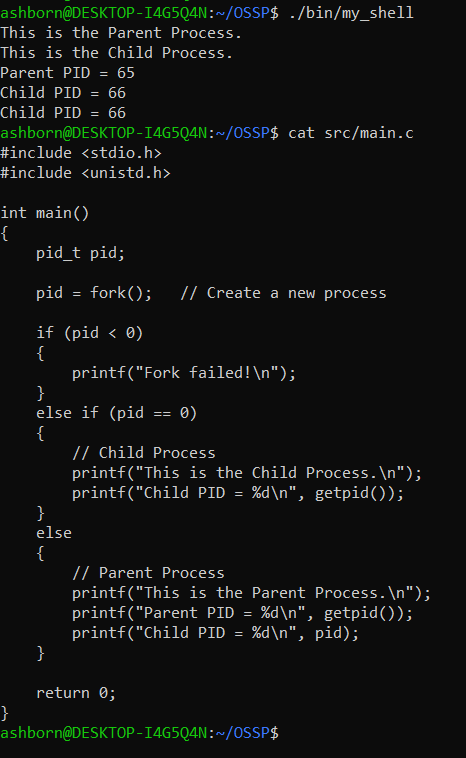 ashborn@DESKTOP-I4G5Q4N:~/OSSP$ ./bin/my_shell
This is the Parent Process.
This is the Child Process.
Parent PID = 65
Child PID = 66
Child PID = 66
ashborn@DESKTOP-I4G5Q4N:~/OSSP$ cat src/main.c
#include <stdio.h>
#include <unistd.h>

int main()
{
    pid_t pid;

    pid = fork();   // Create a new process

    if (pid < 0)
    {
        printf("Fork failed!\n");
    }
    else if (pid == 0)
    {
        // Child Process
        printf("This is the Child Process.\n");
        printf("Child PID = %d\n", getpid());
    }
    else
    {
        // Parent Process
        printf("This is the Parent Process.\n");
        printf("Parent PID = %d\n", getpid());
        printf("Child PID = %d\n", pid);
    }

    return 0;
}
ashborn@DESKTOP-I4G5Q4N:~/OSSP$